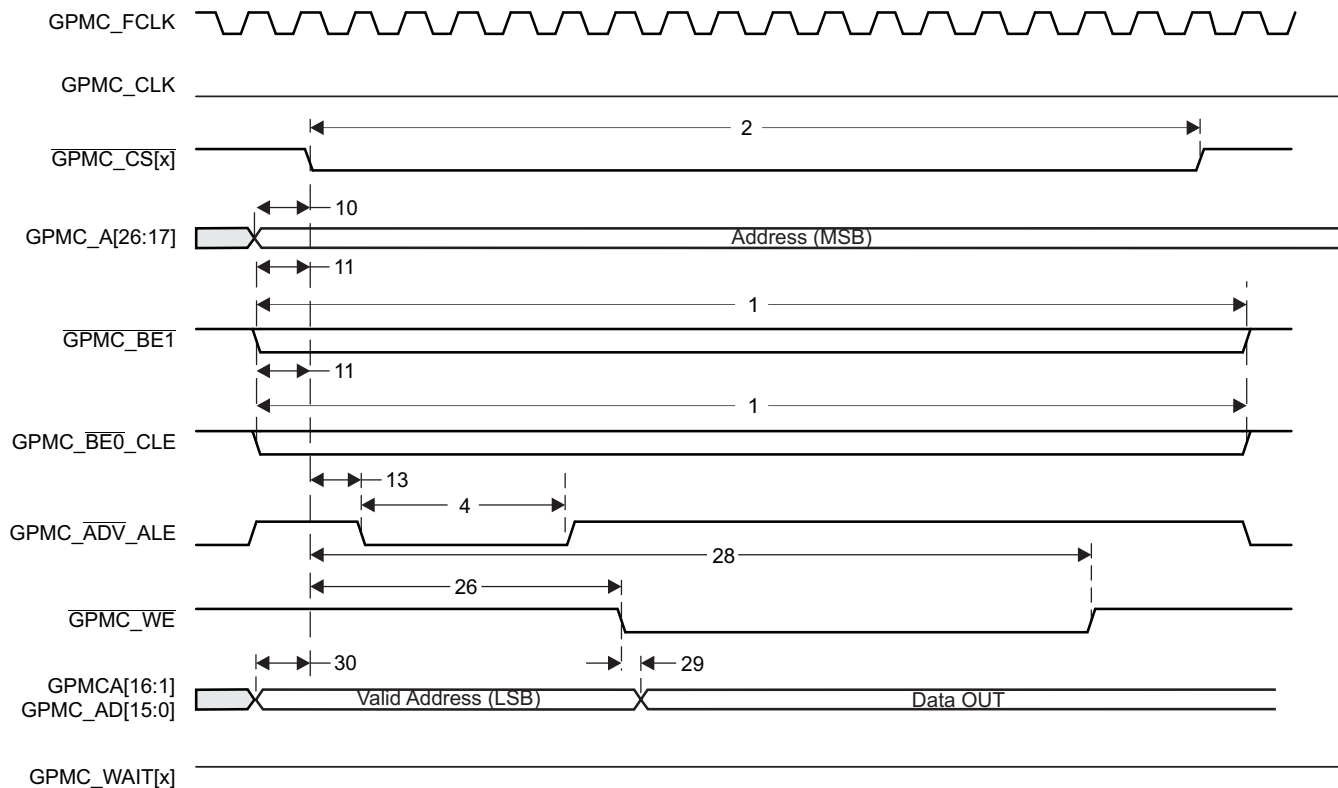 GPMC_FCLK
GPMC_CLK
2
GPMC_CS[x]
10
GPMC_A[26:17]
Address (MSB)
11
1
GPMC_BE1
11
1
GPMC_BE0_CLE
13
4
GPMC_ADV_ALE
28
26
GPMC_WE
30
29
GPMCA[16:1]
GPMC_AD[15:0]
Valid Address (LSB)
Data OUT
GPMC_WAIT[x]